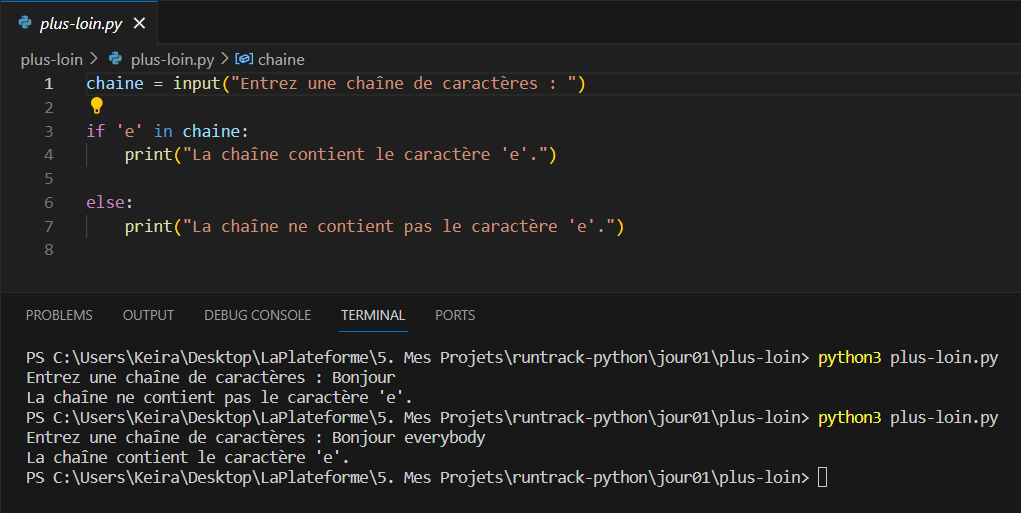 plus-loin.py
plus-loin > plus-loin.py > chaine
1 chaine = input("Entrez une chaîne de caractères : ")
2
3 if 'e' in chaine:
4     print("La chaîne contient le caractère 'e'.")
5
6 else:
7     print("La chaîne ne contient pas le caractère 'e'.")
8
PROBLEMS OUTPUT DEBUG CONSOLE TERMINAL PORTS
PS C:\Users\Keira\Desktop\LaPlateforme\5. Mes Projets\runtrack-python\jour01\plus-loin> python3 plus-loin.py
Entrez une chaîne de caractères : Bonjour
La chaîne ne contient pas le caractère 'e'.
PS C:\Users\Keira\Desktop\LaPlateforme\5. Mes Projets\runtrack-python\jour01\plus-loin> python3 plus-loin.py
Entrez une chaîne de caractères : Bonjour everybody
La chaîne contient le caractère 'e'.
PS C:\Users\Keira\Desktop\LaPlateforme\5. Mes Projets\runtrack-python\jour01\plus-loin>